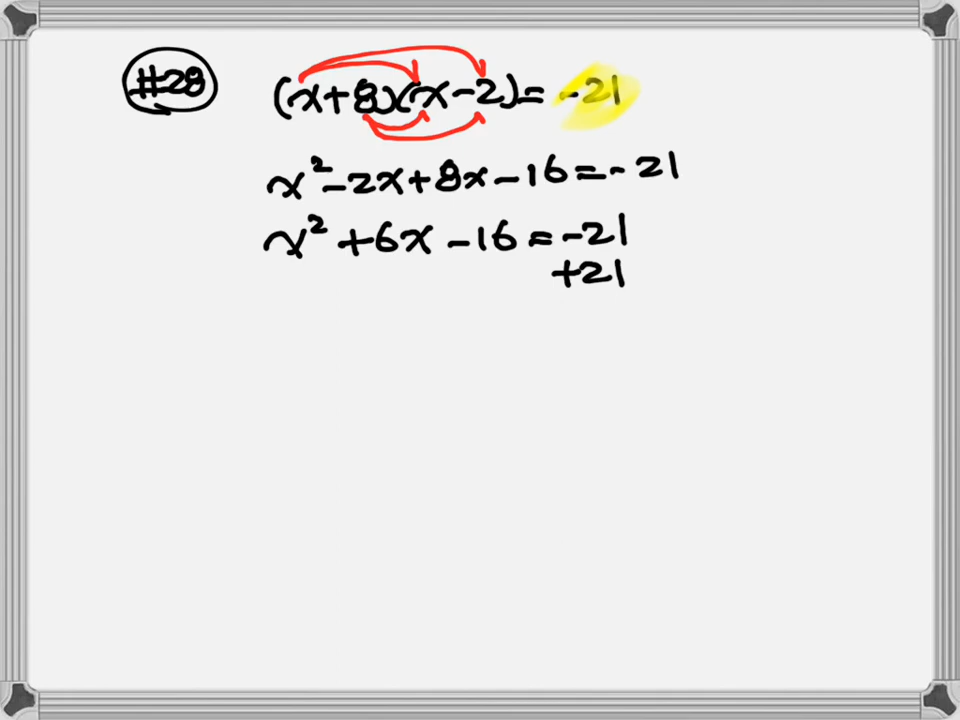 #28
(x+8)(x-2)=-21
x²-2x+8x-16=-21
x²+6x-16=-21
+21